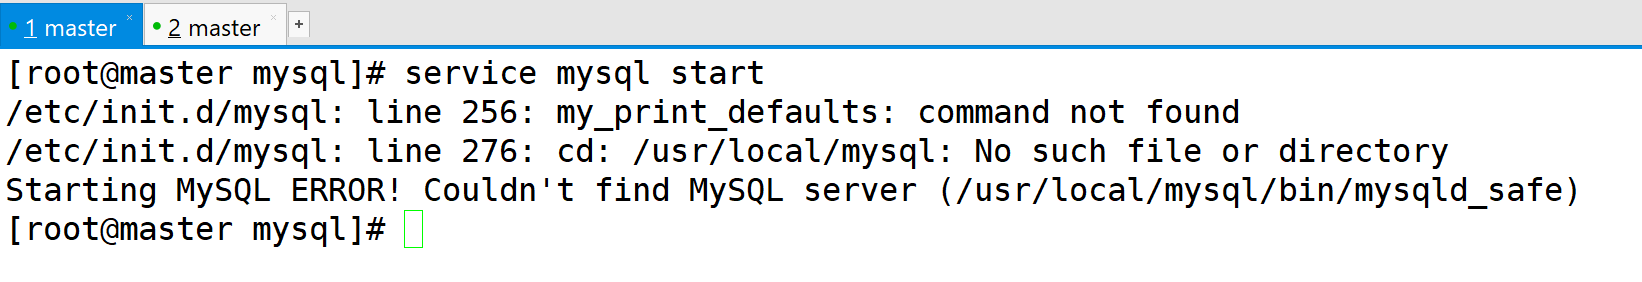 1 master × 2 master × +
[root@master mysql]# service mysql start
/etc/init.d/mysql: line 256: my_print_defaults: command not found
/etc/init.d/mysql: line 276: cd: /usr/local/mysql: No such file or directory
Starting MySQL ERROR! Couldn't find MySQL server (/usr/local/mysql/bin/mysqld_safe)
[root@master mysql]#